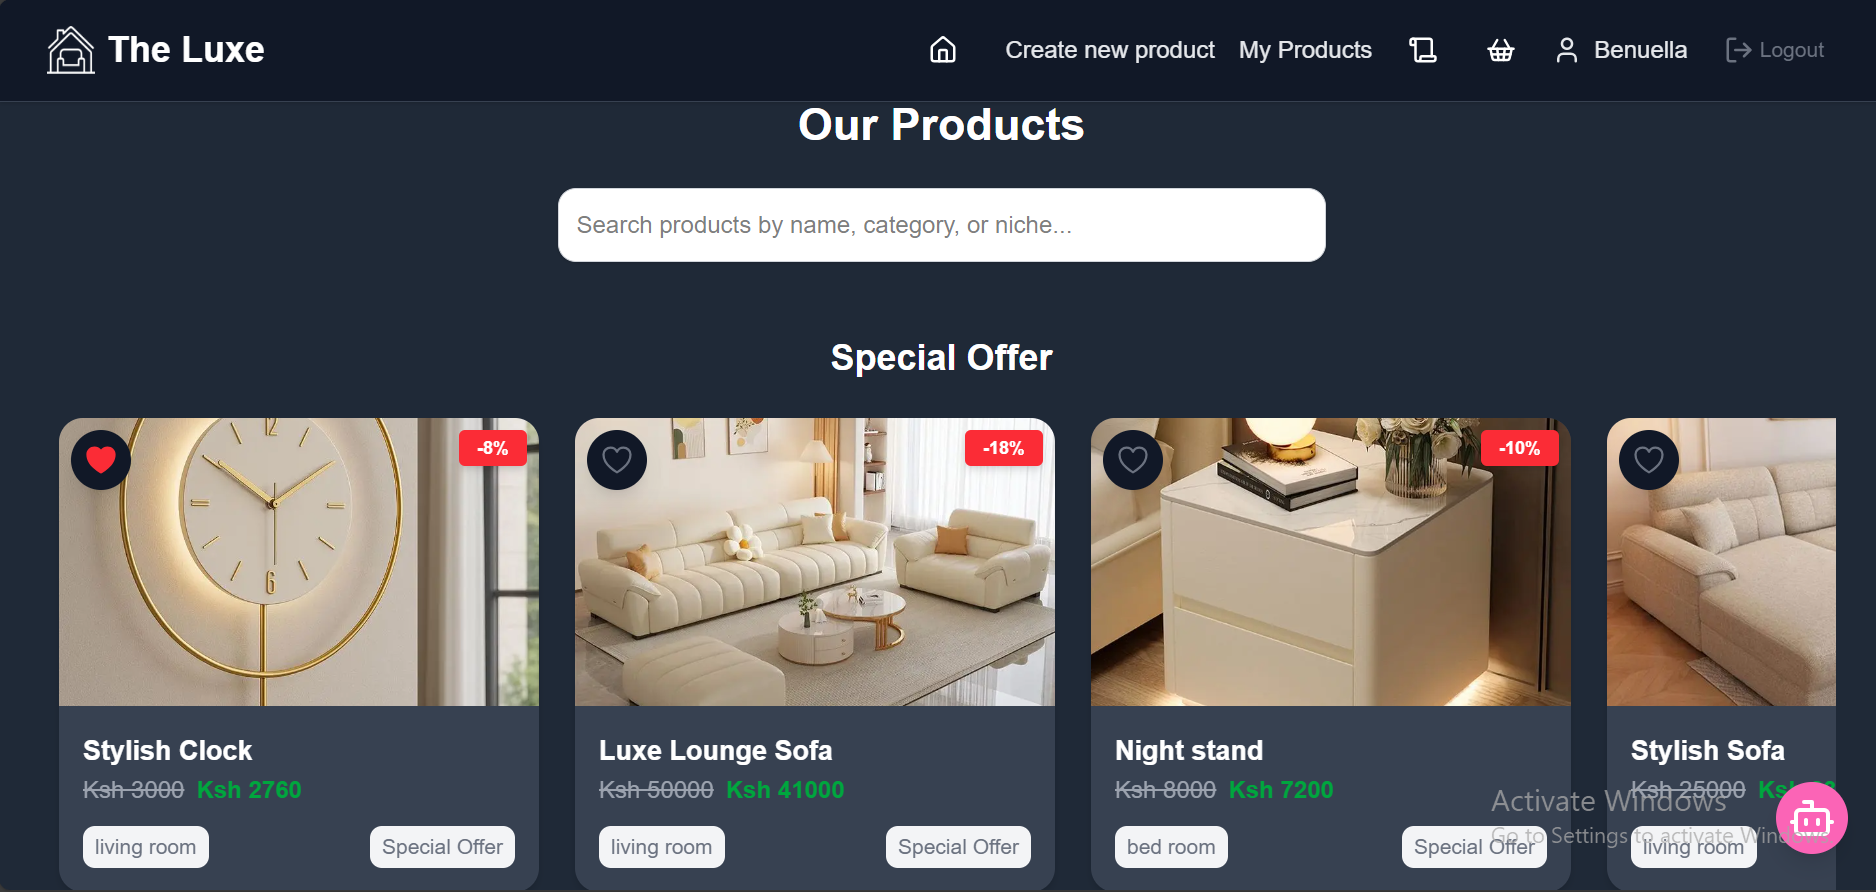 The Luxe
Create new product
My Products
Benuella
Logout
Our Products
Search products by name, category, or niche...
Special Offer
-8%
-18%
-10%
12
6
Stylish Clock
Ksh 3000 Ksh 2760
living room
Special Offer
Luxe Lounge Sofa
Ksh 50000 Ksh 41000
living room
Special Offer
Night stand
Ksh 8000 Ksh 7200
bed room
Special Offer
Stylish Sofa
Ksh 25000
living room
Activate Windows
Go to Settings to activate Windows.